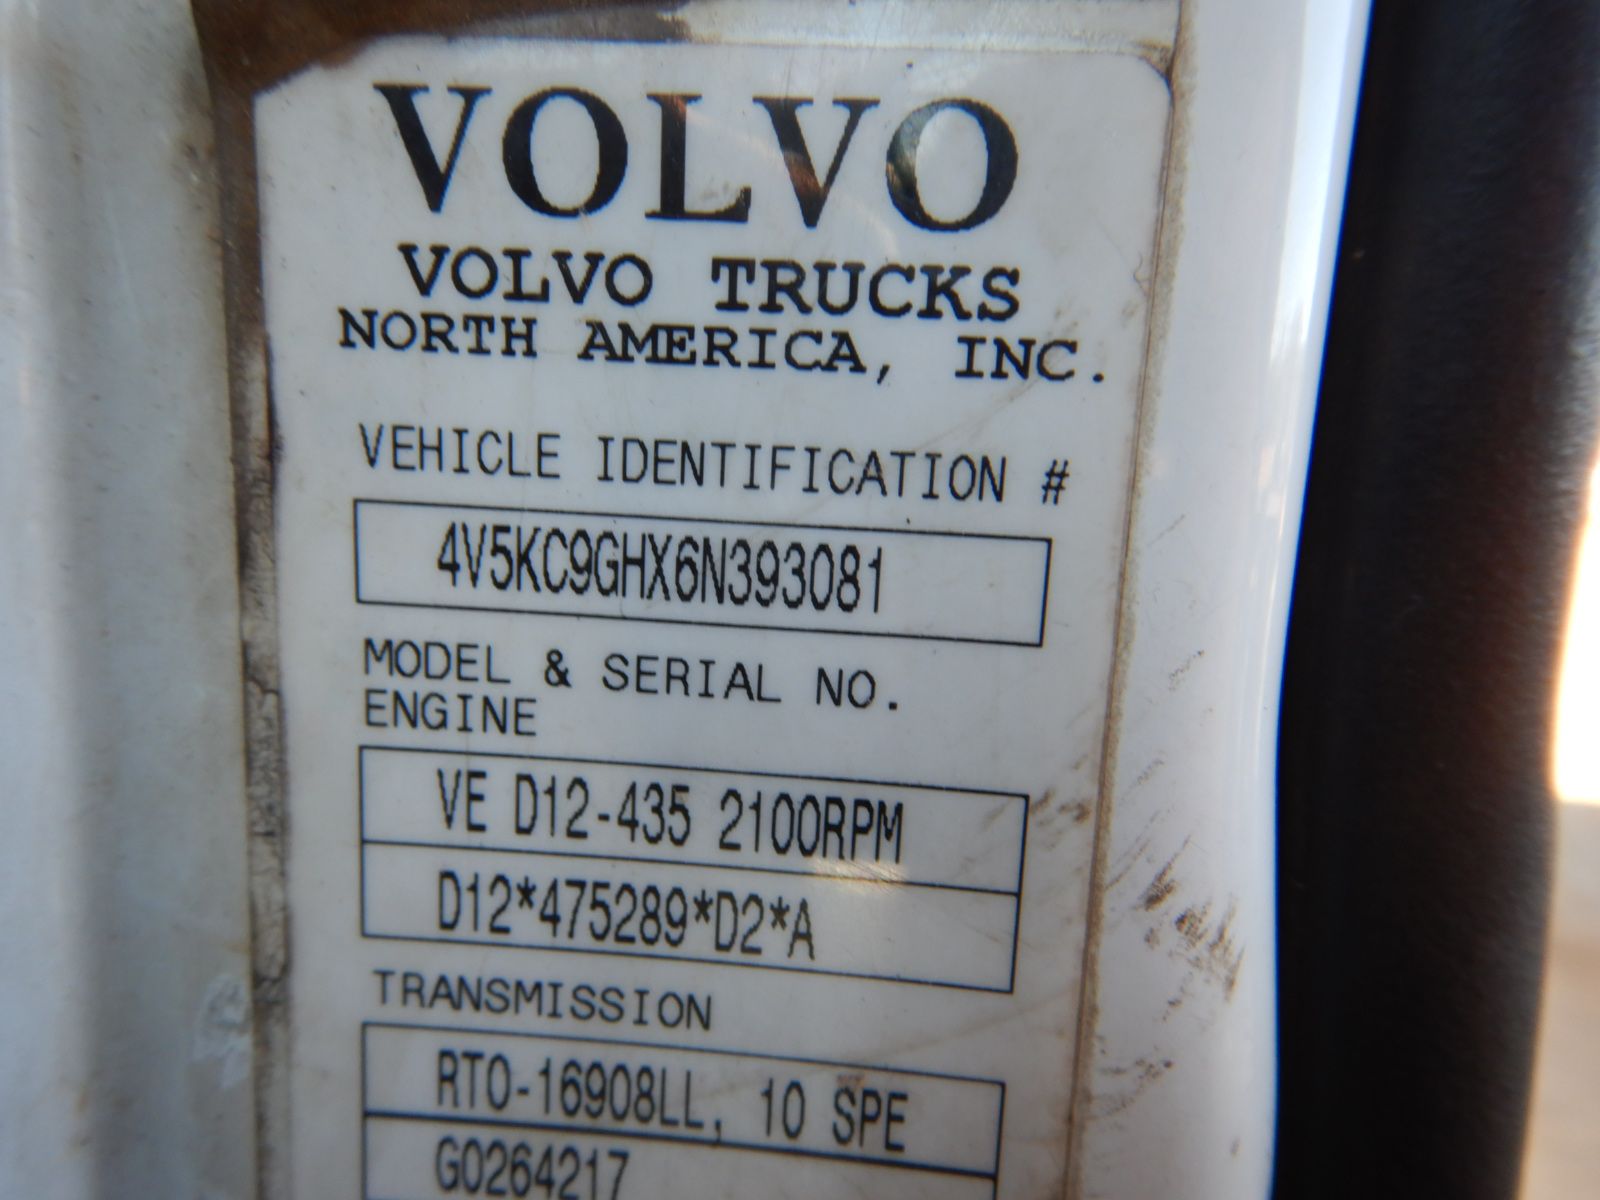 VOLVO
VOLVO TRUCKS
NORTH AMERICA, INC.
VEHICLE IDENTIFICATION #
4V5KC9GHX6N393081
MODEL & SERIAL NO.
ENGINE
VE D12-435 2100RPM
D12*475289*D2*A
TRANSMISSION
RTO-16908LL, 10 SPE
G0264217